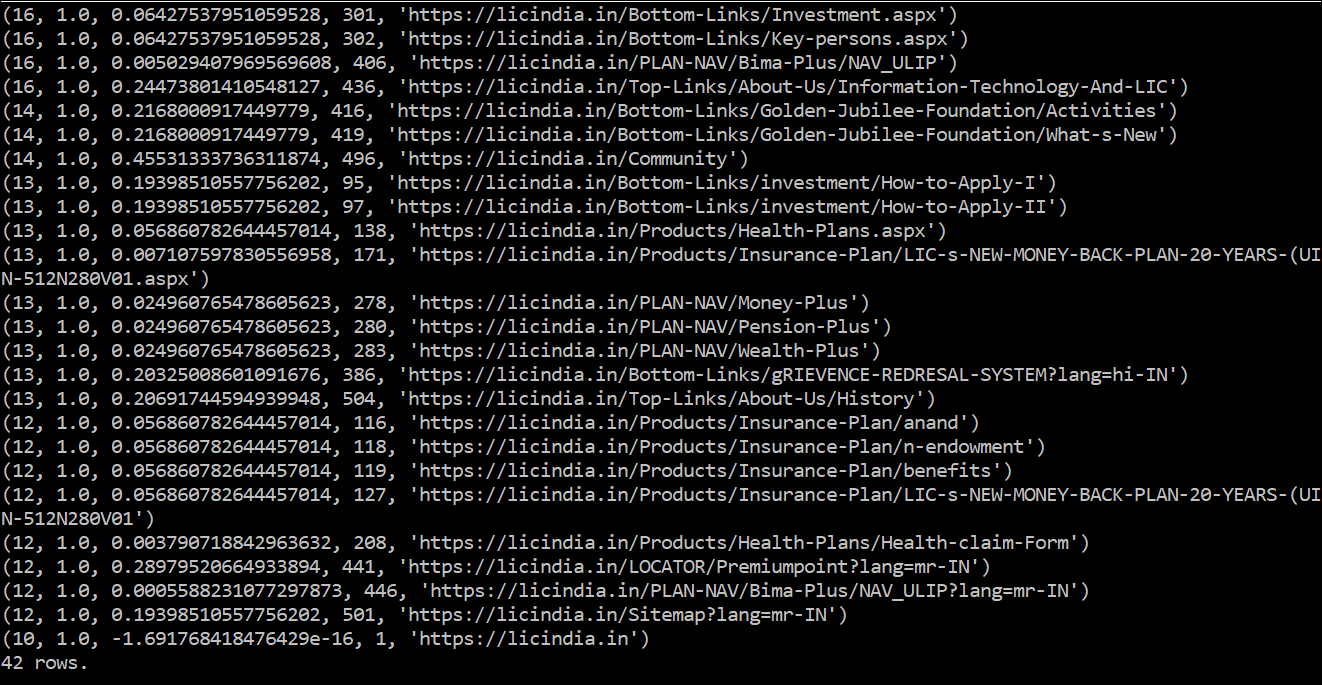 (16, 1.0, 0.06427537951059528, 301, 'https://licindia.in/Bottom-Links/Investment.aspx')
(16, 1.0, 0.06427537951059528, 302, 'https://licindia.in/Bottom-Links/Key-persons.aspx')
(16, 1.0, 0.005029407969569608, 406, 'https://licindia.in/PLAN-NAV/Bima-Plus/NAV_ULIP')
(16, 1.0, 0.24473801410548127, 436, 'https://licindia.in/Top-Links/About-Us/Information-Technology-And-LIC')
(14, 1.0, 0.2168000917449779, 416, 'https://licindia.in/Bottom-Links/Golden-Jubilee-Foundation/Activities')
(14, 1.0, 0.2168000917449779, 419, 'https://licindia.in/Bottom-Links/Golden-Jubilee-Foundation/What-s-New')
(14, 1.0, 0.45531333736311874, 496, 'https://licindia.in/Community')
(13, 1.0, 0.19398510557756202, 95, 'https://licindia.in/Bottom-Links/investment/How-to-Apply-I')
(13, 1.0, 0.19398510557756202, 97, 'https://licindia.in/Bottom-Links/investment/How-to-Apply-II')
(13, 1.0, 0.056860782644457014, 138, 'https://licindia.in/Products/Health-Plans.aspx')
(13, 1.0, 0.007107597830556958, 171, 'https://licindia.in/Products/Insurance-Plan/LIC-s-NEW-MONEY-BACK-PLAN-20-YEARS-(UI
N-512N280V01.aspx')
(13, 1.0, 0.024960765478605623, 278, 'https://licindia.in/PLAN-NAV/Money-Plus')
(13, 1.0, 0.024960765478605623, 280, 'https://licindia.in/PLAN-NAV/Pension-Plus')
(13, 1.0, 0.024960765478605623, 283, 'https://licindia.in/PLAN-NAV/Wealth-Plus')
(13, 1.0, 0.20325008601091676, 386, 'https://licindia.in/Bottom-Links/gRIEVENCE-REDRESAL-SYSTEM?lang=hi-IN')
(13, 1.0, 0.20691744594939948, 504, 'https://licindia.in/Top-Links/About-Us/History')
(12, 1.0, 0.056860782644457014, 116, 'https://licindia.in/Products/Insurance-Plan/anand')
(12, 1.0, 0.056860782644457014, 118, 'https://licindia.in/Products/Insurance-Plan/n-endowment')
(12, 1.0, 0.056860782644457014, 119, 'https://licindia.in/Products/Insurance-Plan/benefits')
(12, 1.0, 0.056860782644457014, 127, 'https://licindia.in/Products/Insurance-Plan/LIC-s-NEW-MONEY-BACK-PLAN-20-YEARS-(UI
N-512N280V01')
(12, 1.0, 0.003790718842963632, 208, 'https://licindia.in/Products/Health-Plans/Health-claim-Form')
(12, 1.0, 0.28979520664933894, 441, 'https://licindia.in/LOCATOR/Premiumpoint?lang=mr-IN')
(12, 1.0, 0.0005588231077297873, 446, 'https://licindia.in/PLAN-NAV/Bima-Plus/NAV_ULIP?lang=mr-IN')
(12, 1.0, 0.19398510557756202, 501, 'https://licindia.in/Sitemap?lang=mr-IN')
(10, 1.0, -1.691768418476429e-16, 1, 'https://licindia.in')
42 rows.